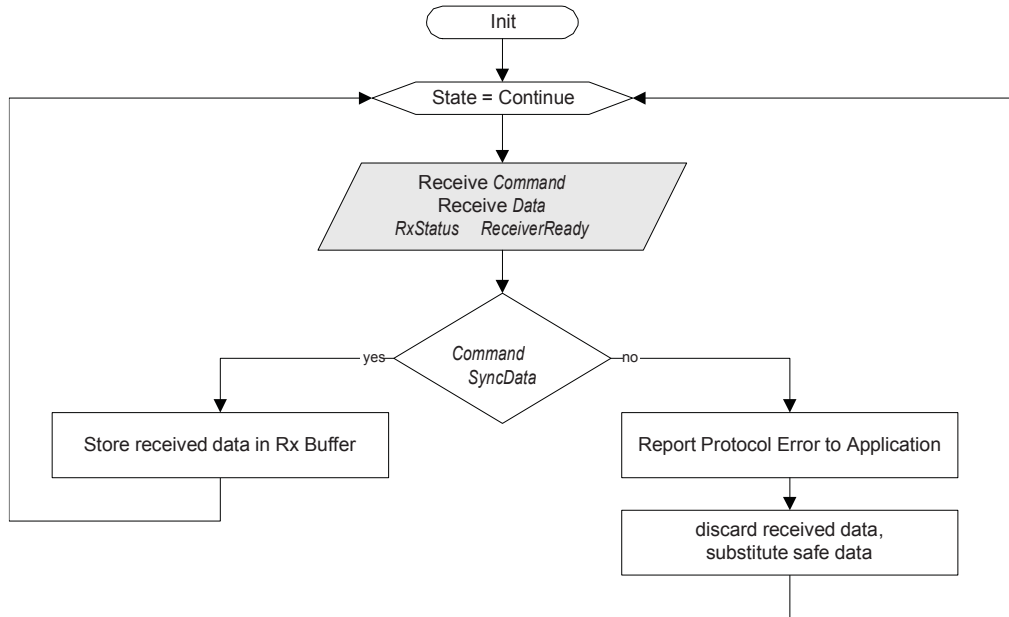 Init
State = Continue
Receive Command
Receive Data
RxStatus ReceiverReady
Command
SyncData
yes
no
Store received data in Rx Buffer
Report Protocol Error to Application
discard received data,
substitute safe data